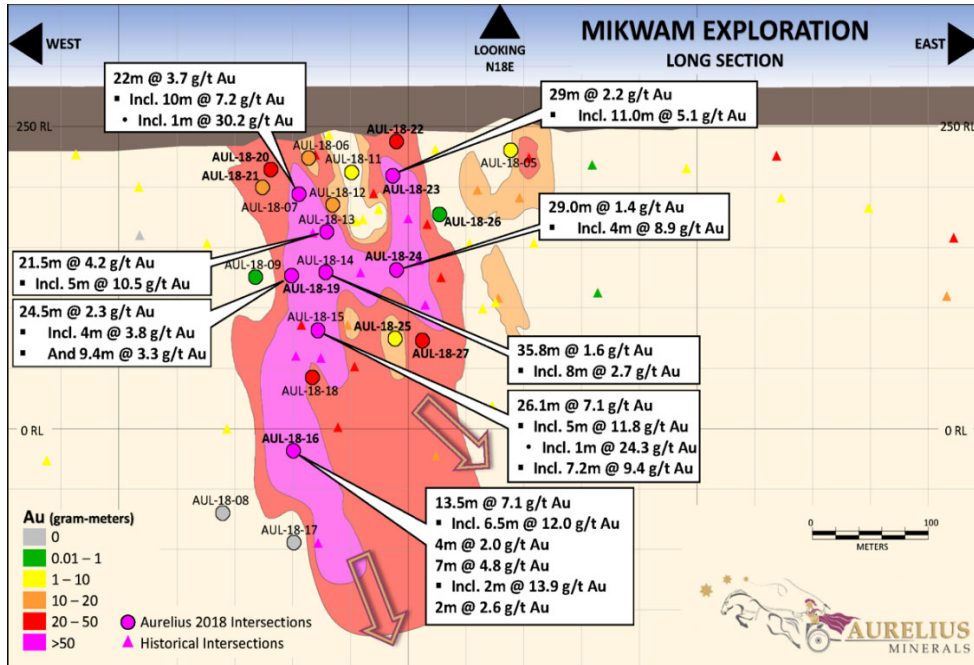 MIKWAM EXPLORATION
LONG SECTION
WEST
LOOKING
N18E
EAST
22m @ 3.7 g/t Au
▪ Incl. 10m @ 7.2 g/t Au
• Incl. 1m @ 30.2 g/t Au
29m @ 2.2 g/t Au
▪ Incl. 11.0m @ 5.1 g/t Au
250 RL
250 RL
AUL-18-22
AUL-18-06
AUL-18-11
AUL-18-05
AUL-18-20
AUL-18-21
AUL-18-07
AUL-18-12
AUL-18-23
AUL-18-13
AUL-18-26
29.0m @ 1.4 g/t Au
▪ Incl. 4m @ 8.9 g/t Au
21.5m @ 4.2 g/t Au
▪ Incl. 5m @ 10.5 g/t Au
AUL-18-09
AUL-18-14
AUL-18-24
AUL-18-19
24.5m @ 2.3 g/t Au
▪ Incl. 4m @ 3.8 g/t Au
▪ And 9.4m @ 3.3 g/t Au
AUL-18-15
AUL-18-25
AUL-18-27
35.8m @ 1.6 g/t Au
▪ Incl. 8m @ 2.7 g/t Au
AUL-18-18
26.1m @ 7.1 g/t Au
▪ Incl. 5m @ 11.8 g/t Au
• Incl. 1m @ 24.3 g/t Au
▪ Incl. 7.2m @ 9.4 g/t Au
0 RL
0 RL
AUL-18-16
AUL-18-08
AUL-18-17
13.5m @ 7.1 g/t Au
▪ Incl. 6.5m @ 12.0 g/t Au
4m @ 2.0 g/t Au
7m @ 4.8 g/t Au
▪ Incl. 2m @ 13.9 g/t Au
2m @ 2.6 g/t Au
0
100
METERS
Au (gram-meters)
0
0.01 – 1
1 – 10
10 – 20
20 – 50
>50
Aurelius 2018 Intersections
Historical Intersections
AURELIUS
MINERALS